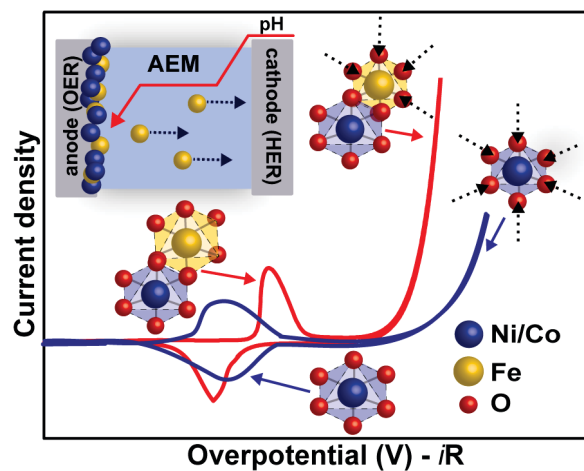 pH
AEM
anode (OER)
cathode (HER)
Current density
Ni/Co
Fe
O
Overpotential (V) - iR